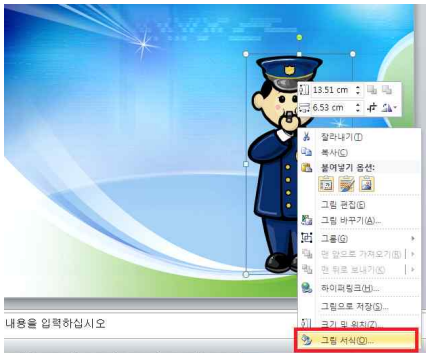 13.51 cm
6.53 cm
잘라내기(T)
복사(C)
붙여넣기 옵션:
그림 편집(E)
그림 바꾸기(A)...
그룹(G)
맨 앞으로 가져오기(R)
맨 뒤로 보내기(K)
하이퍼링크(H)...
그림으로 저장(S)...
크기 및 위치(Z)...
그림 서식(O)...
내용을 입력하십시오